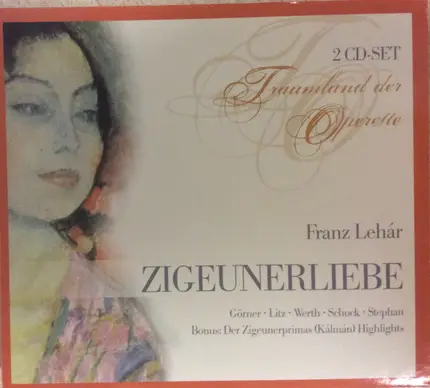 2 CD-SET
Traumland der
Operette
Franz Lehár
ZIGEUNERLIEBE
Görner · Litz · Werth · Schock · Stephan
Bonus: Der Zigeunerprimas (Kálmán) Highlights